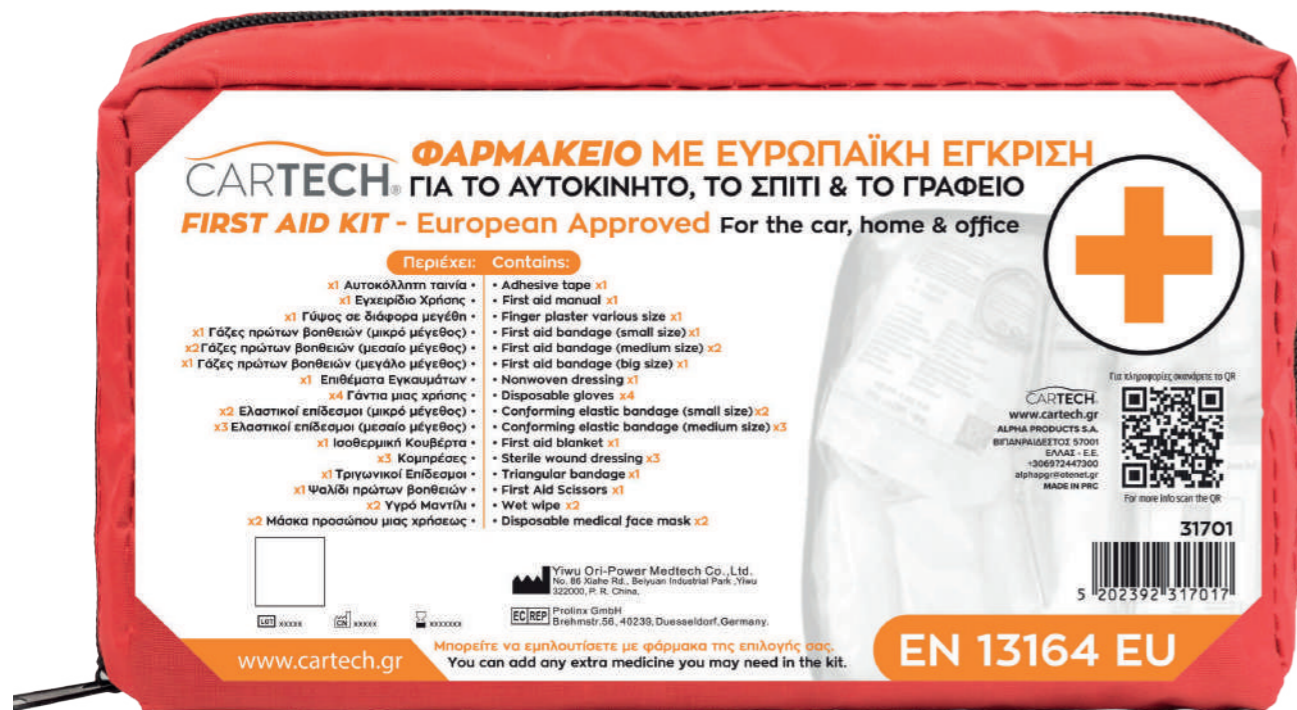 CARTECH®
ΦΑΡΜΑΚΕΙΟ ΜΕ ΕΥΡΩΠΑΪΚΗ ΕΓΚΡΙΣΗ
ΓΙΑ ΤΟ ΑΥΤΟΚΙΝΗΤΟ, ΤΟ ΣΠΙΤΙ & ΤΟ ΓΡΑΦΕΙΟ
FIRST AID KIT - European Approved For the car, home & office
Περιέχει: Contains:
x1 Αυτοκόλλητη ταινία • • Adhesive tape x1
x1 Εγχειρίδιο Χρήσης • • First aid manual x1
x1 Γύψος σε διάφορα μεγέθη • • Finger plaster various size x1
x1 Γάζες πρώτων βοηθειών (μικρό μέγεθος) • • First aid bandage (small size) x1
x2 Γάζες πρώτων βοηθειών (μεσαίο μέγεθος) • • First aid bandage (medium size) x2
x1 Γάζες πρώτων βοηθειών (μεγάλο μέγεθος) • • First aid bandage (big size) x1
x1 Επιθέματα Εγκαυμάτων • • Nonwoven dressing x1
x4 Γάντια μιας χρήσης • • Disposable gloves x4
x2 Ελαστικοί επίδεσμοι (μικρό μέγεθος) • • Conforming elastic bandage (small size) x2
x3 Ελαστικοί επίδεσμοι (μεσαίο μέγεθος) • • Conforming elastic bandage (medium size) x3
x1 Ισοθερμική Κουβέρτα • • First aid blanket x1
x3 Κομπρέσες • • Sterile wound dressing x3
x1 Τριγωνικοί Επίδεσμοι • • Triangular bandage x1
x1 Ψαλίδι πρώτων βοηθειών • • First Aid Scissors x1
x2 Υγρό Μαντίλι • • Wet wipe x2
x2 Μάσκα προσώπου μιας χρήσεως • • Disposable medical face mask x2
Για πληροφορίες σκανάρετε το QR
CARTECH
www.cartech.gr
ALPHA PRODUCTS S.A.
ΒΙΠΑΝΡΑΙΔΕΣΤΟΣ 57001
ΕΛΛΑΣ - Ε.Ε.
+306972447300
alphapgr@otenet.gr
MADE IN PRC
For more info scan the QR
31701
5 202392 317017
Yiwu Ori-Power Medtech Co.,Ltd.
No. 86 Xiahe Rd., Beiyuan Industrial Park ,Yiwu
322000, P. R. China.
EC REP Prolinx GmbH
Brehmstr.56, 40239, Duesseldorf, Germany.
LOT xxxxx CN xxxxx xxxxxxx
www.cartech.gr
Μπορείτε να εμπλουτίσετε με φάρμακα της επιλογής σας.
You can add any extra medicine you may need in the kit.
EN 13164 EU